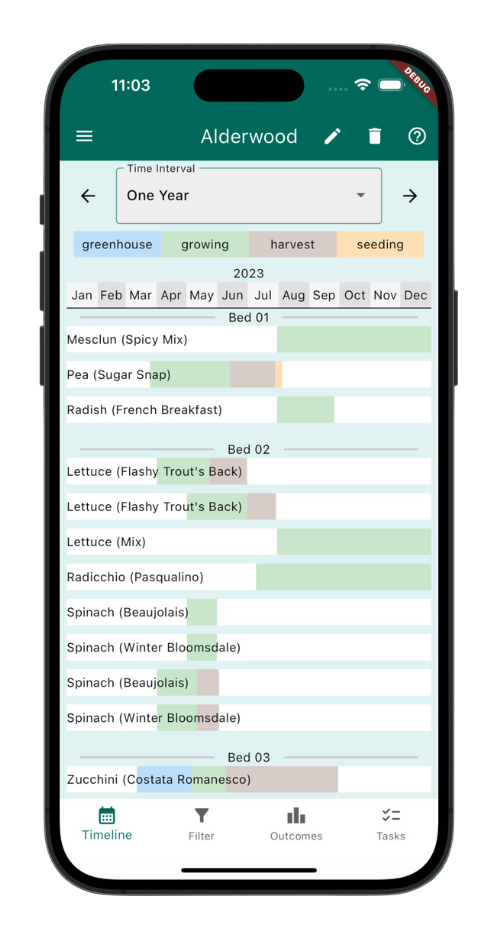 11:03
DEBUG
Alderwood
Time Interval
One Year
greenhouse growing harvest seeding
2023
Jan Feb Mar Apr May Jun Jul Aug Sep Oct Nov Dec
Bed 01
Mesclun (Spicy Mix)
Pea (Sugar Snap)
Radish (French Breakfast)
Bed 02
Lettuce (Flashy Trout's Back)
Lettuce (Flashy Trout's Back)
Lettuce (Mix)
Radicchio (Pasqualino)
Spinach (Beaujolais)
Spinach (Winter Bloomsdale)
Spinach (Beaujolais)
Spinach (Winter Bloomsdale)
Bed 03
Zucchini (Costata Romanesco)
Timeline Filter Outcomes Tasks